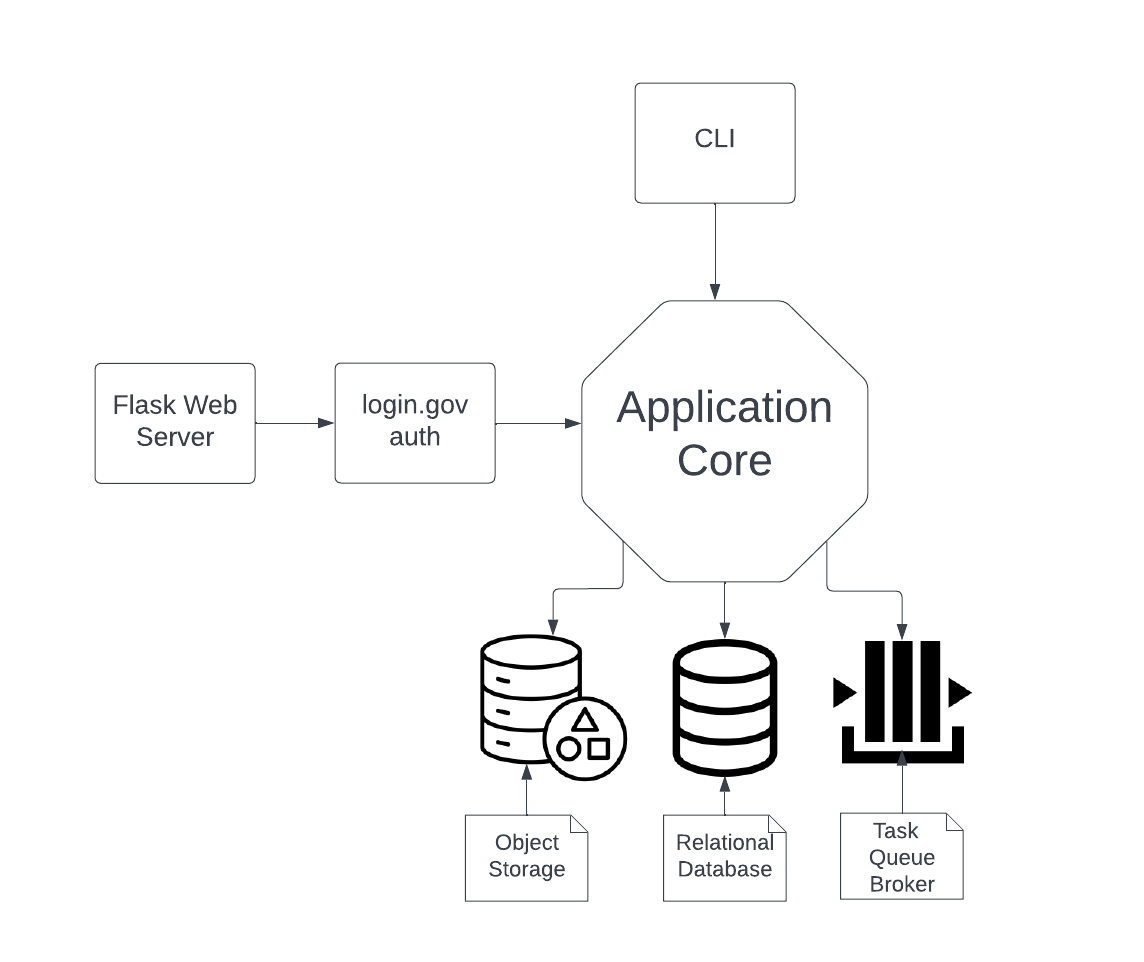 CLI
Flask Web
Server
login.gov
auth
Application
Core
Object
Storage
Relational
Database
Task
Queue
Broker